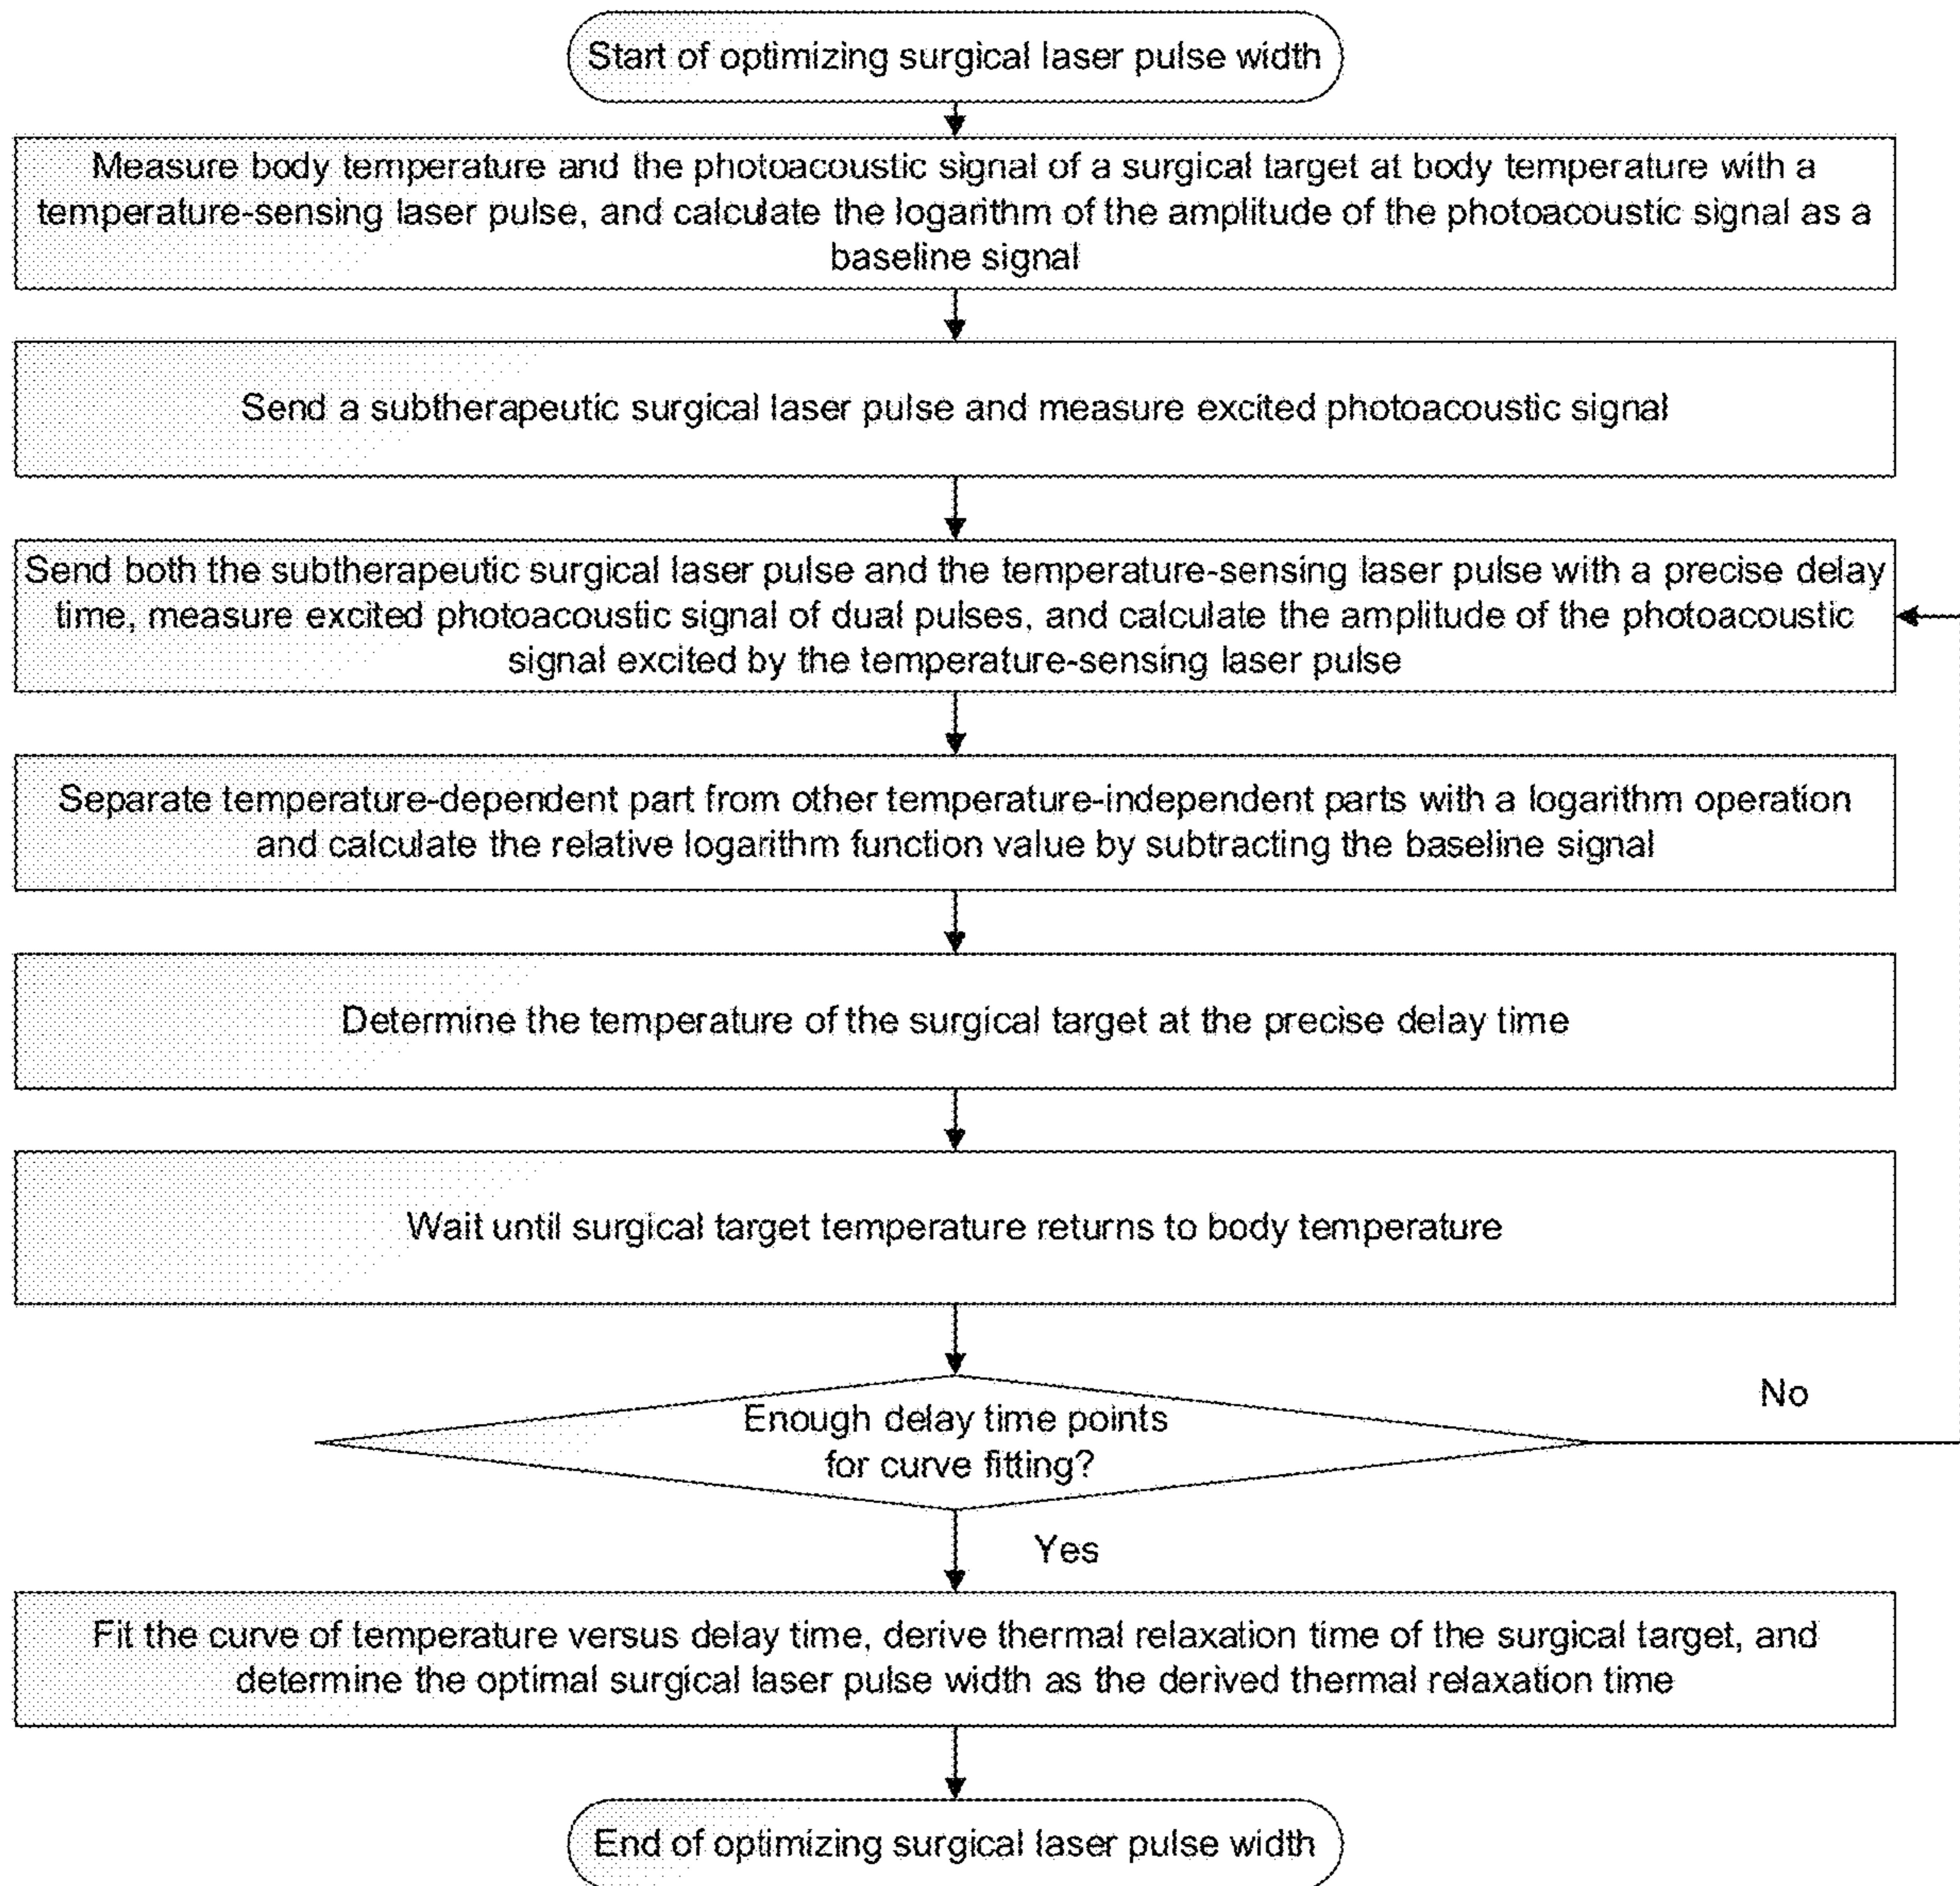 Start of optimizing surgical laser pulse width
Measure body temperature and the photoacoustic signal of a surgical target at body temperature with a
temperature-sensing laser pulse, and calculate the logarithm of the amplitude of the photoacoustic signal as a
baseline signal
Send a subtherapeutic surgical laser pulse and measure excited photoacoustic signal
Send both the subtherapeutic surgical laser pulse and the temperature-sensing laser pulse with a precise delay
time, measure excited photoacoustic signal of dual pulses, and calculate the amplitude of the photoacoustic
signal excited by the temperature-sensing laser pulse
Separate temperature-dependent part from other temperature-independent parts with a logarithm operation
and calculate the relative logarithm function value by subtracting the baseline signal
Determine the temperature of the surgical target at the precise delay time
Wait until surgical target temperature returns to body temperature
Enough delay time points
for curve fitting?
No
Yes
Fit the curve of temperature versus delay time, derive thermal relaxation time of the surgical target, and
determine the optimal surgical laser pulse width as the derived thermal relaxation time
End of optimizing surgical laser pulse width